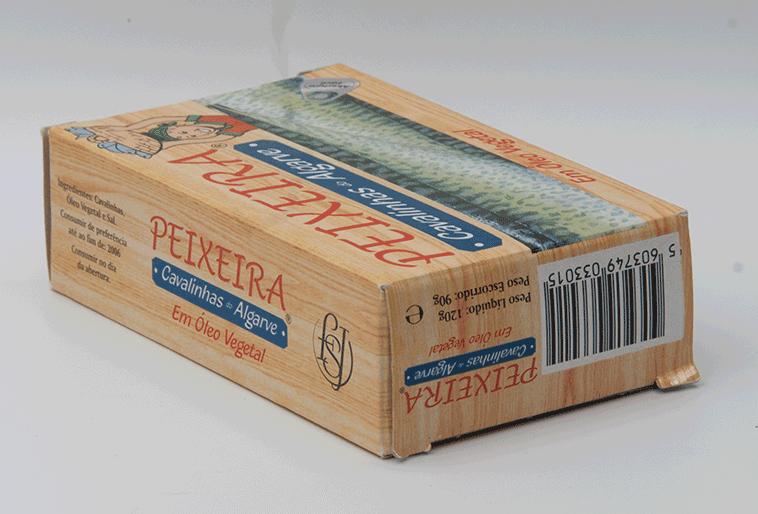 Em Óleo Vegetal
PEIXEIRA®
• Cavalinhas do Algarve •
Ingredientes: Cavalinhas,
Óleo Vegetal e Sal.
Consumir de preferência
até ao fim de: 2006
Consumir no dia
da abertura.
PEIXEIRA®
• Cavalinhas do Algarve •
Em Óleo Vegetal
PEIXEIRA®
• Cavalinhas do Algarve •
Em Óleo Vegetal
Peso Líquido: 120g
Peso Escorrido: 90g
e
5 603749 033015